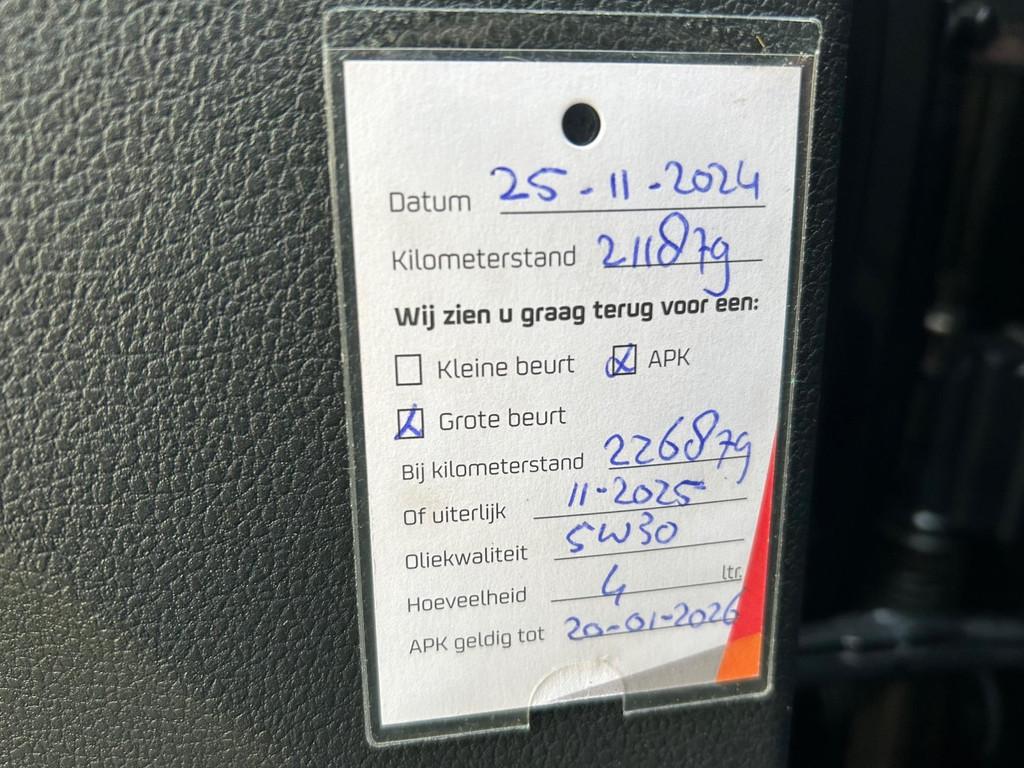 Datum 25-11-2024
Kilometerstand 211879
Wij zien u graag terug voor een:
Kleine beurt APK
Grote beurt
Bij kilometerstand 226879
Of uiterlijk 11-2025
Oliekwaliteit 5W30
Hoeveelheid 4 ltr.
APK geldig tot 20-01-2026